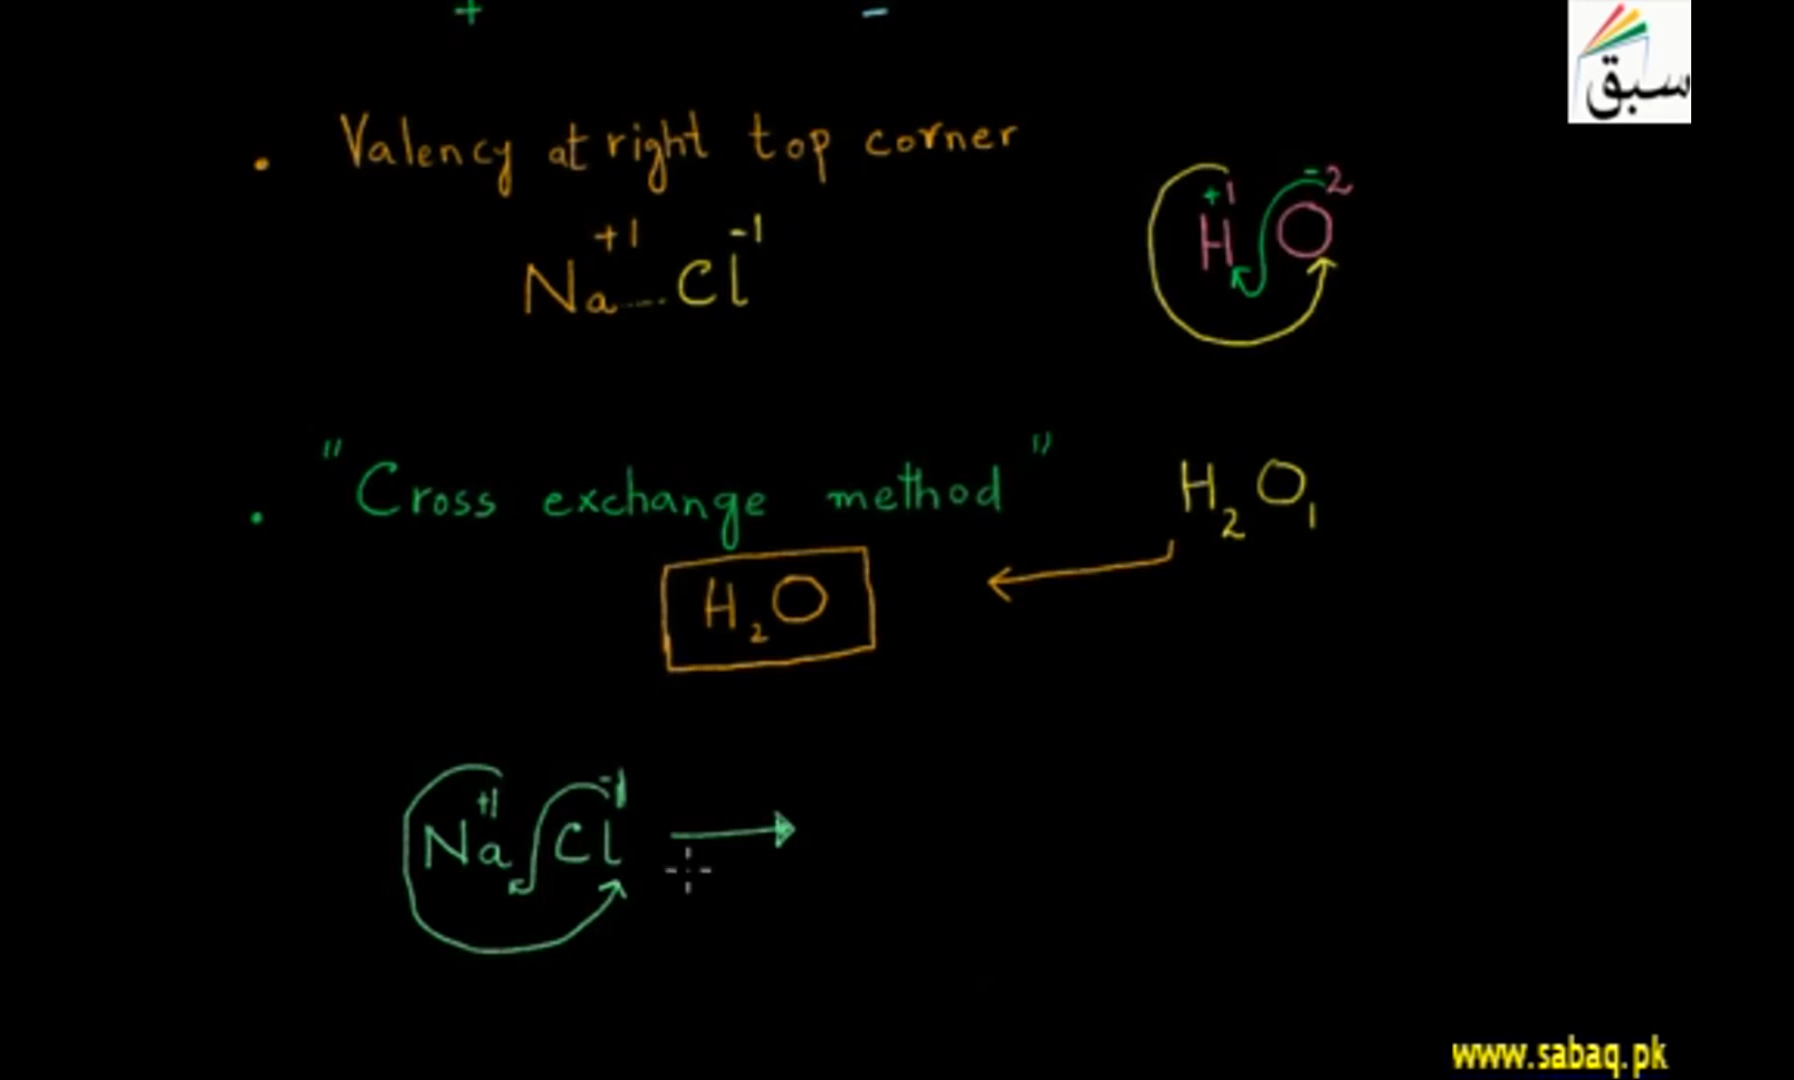 + -
سبق
• Valency at right top corner
Na⁺¹....Cl⁻¹
H⁺¹ O⁻²
• "Cross exchange method"
H₂O₁
H₂O
Na⁺¹ Cl⁻¹ →
www.sabaq.pk